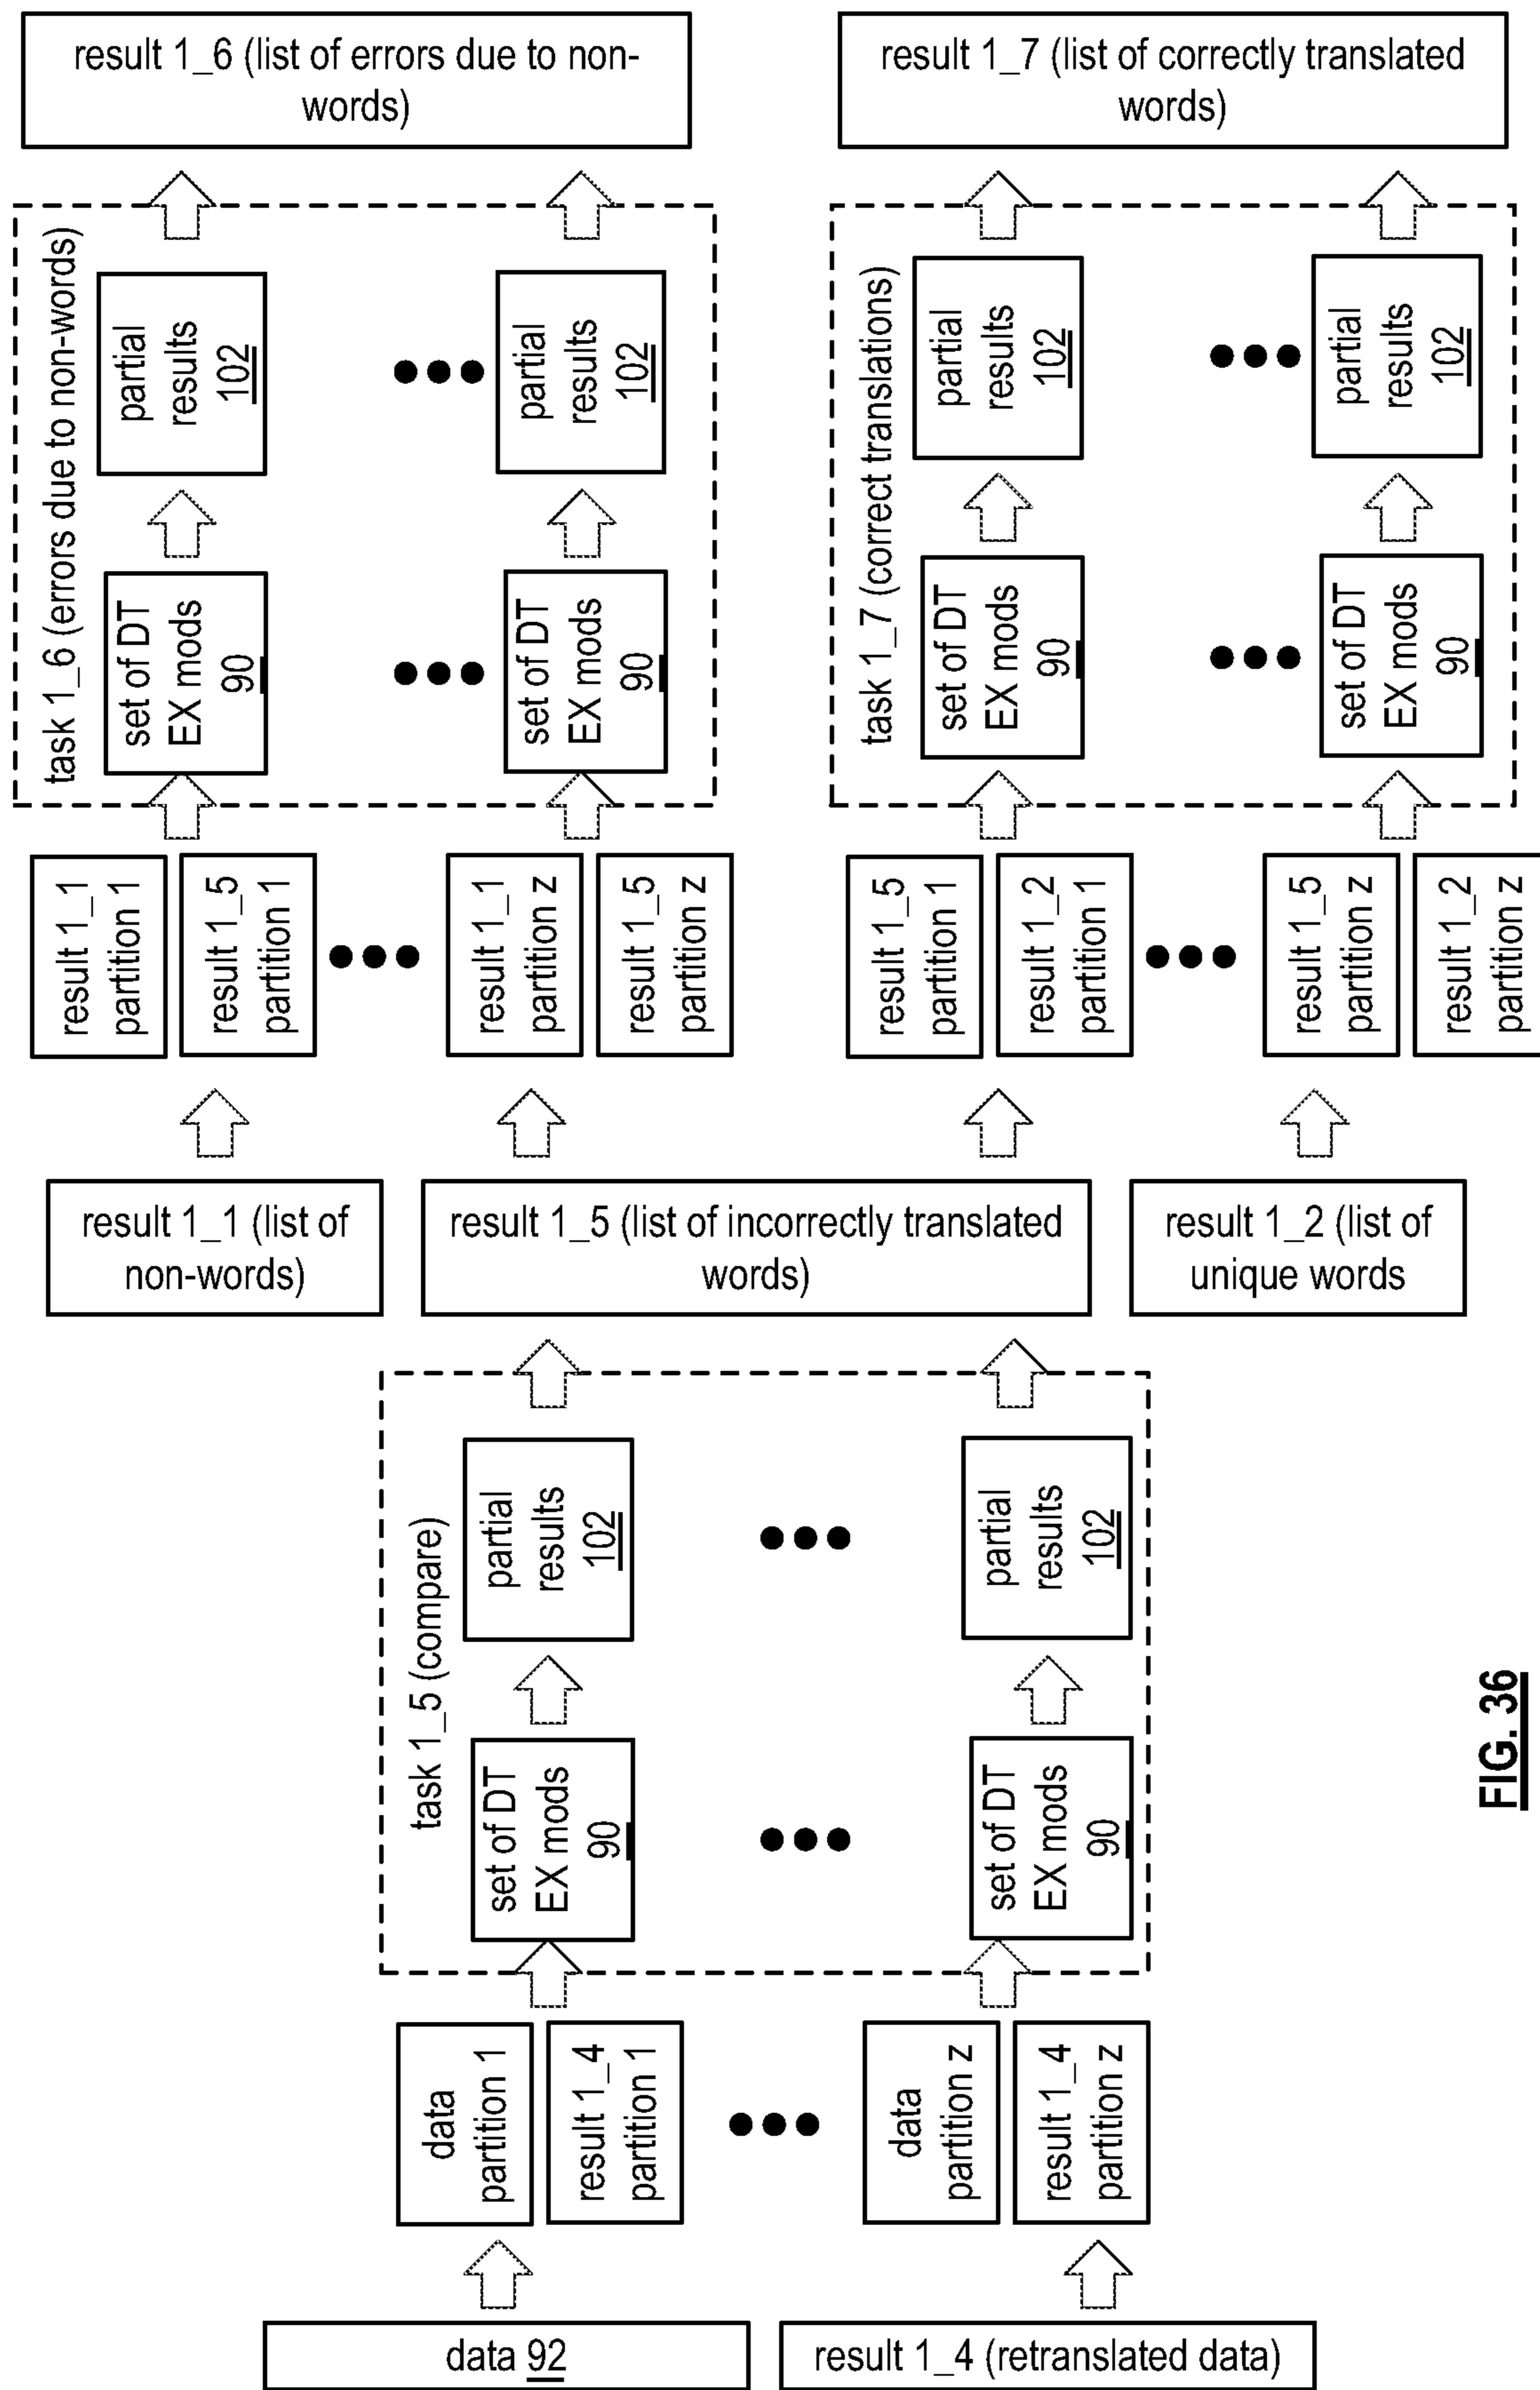 result 1_6 (list of errors due to non-
words)
result 1_7 (list of correctly translated
words)
task 1_6 (errors due to non-words)
partial
results
102
partial
results
102
set of DT
EX mods
90
set of DT
EX mods
90
task 1_7 (correct translations)
partial
results
102
partial
results
102
set of DT
EX mods
90
set of DT
EX mods
90
result 1_1
partition 1
result 1_5
partition 1
result 1_1
partition z
result 1_5
partition z
result 1_5
partition 1
result 1_2
partition 1
result 1_5
partition z
result 1_2
partition z
result 1_1 (list of
non-words)
result 1_5 (list of incorrectly translated
words)
result 1_2 (list of
unique words
task 1_5 (compare)
partial
results
102
partial
results
102
set of DT
EX mods
90
set of DT
EX mods
90
data
partition 1
result 1_4
partition 1
data
partition z
result 1_4
partition z
data 92
result 1_4 (retranslated data)
FIG. 36